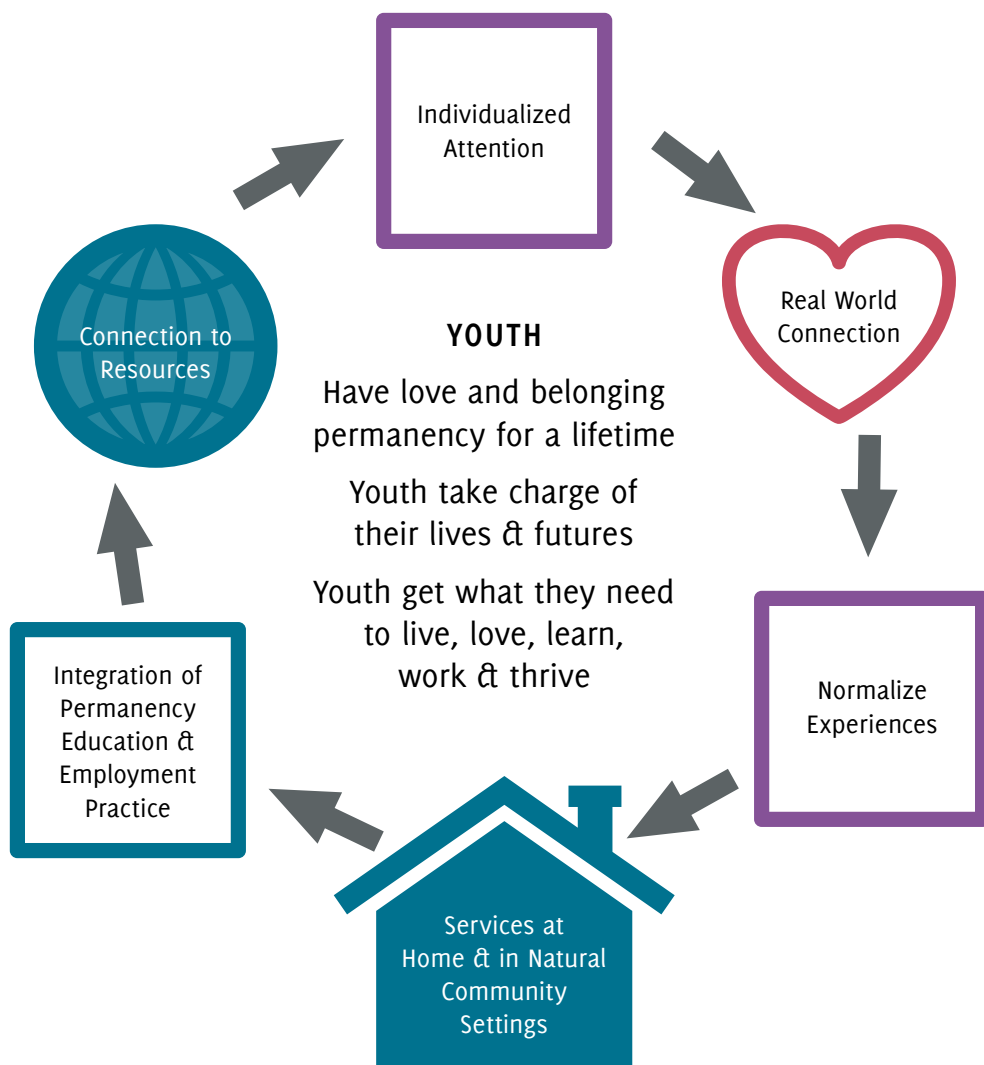 Individualized
Attention
Real World
Connection
Connection to
Resources
YOUTH
Have love and belonging
permanency for a lifetime
Youth take charge of
their lives & futures
Youth get what they need
to live, love, learn,
work & thrive
Normalize
Experiences
Integration of
Permanency
Education &
Employment
Practice
Services at
Home & in Natural
Community
Settings